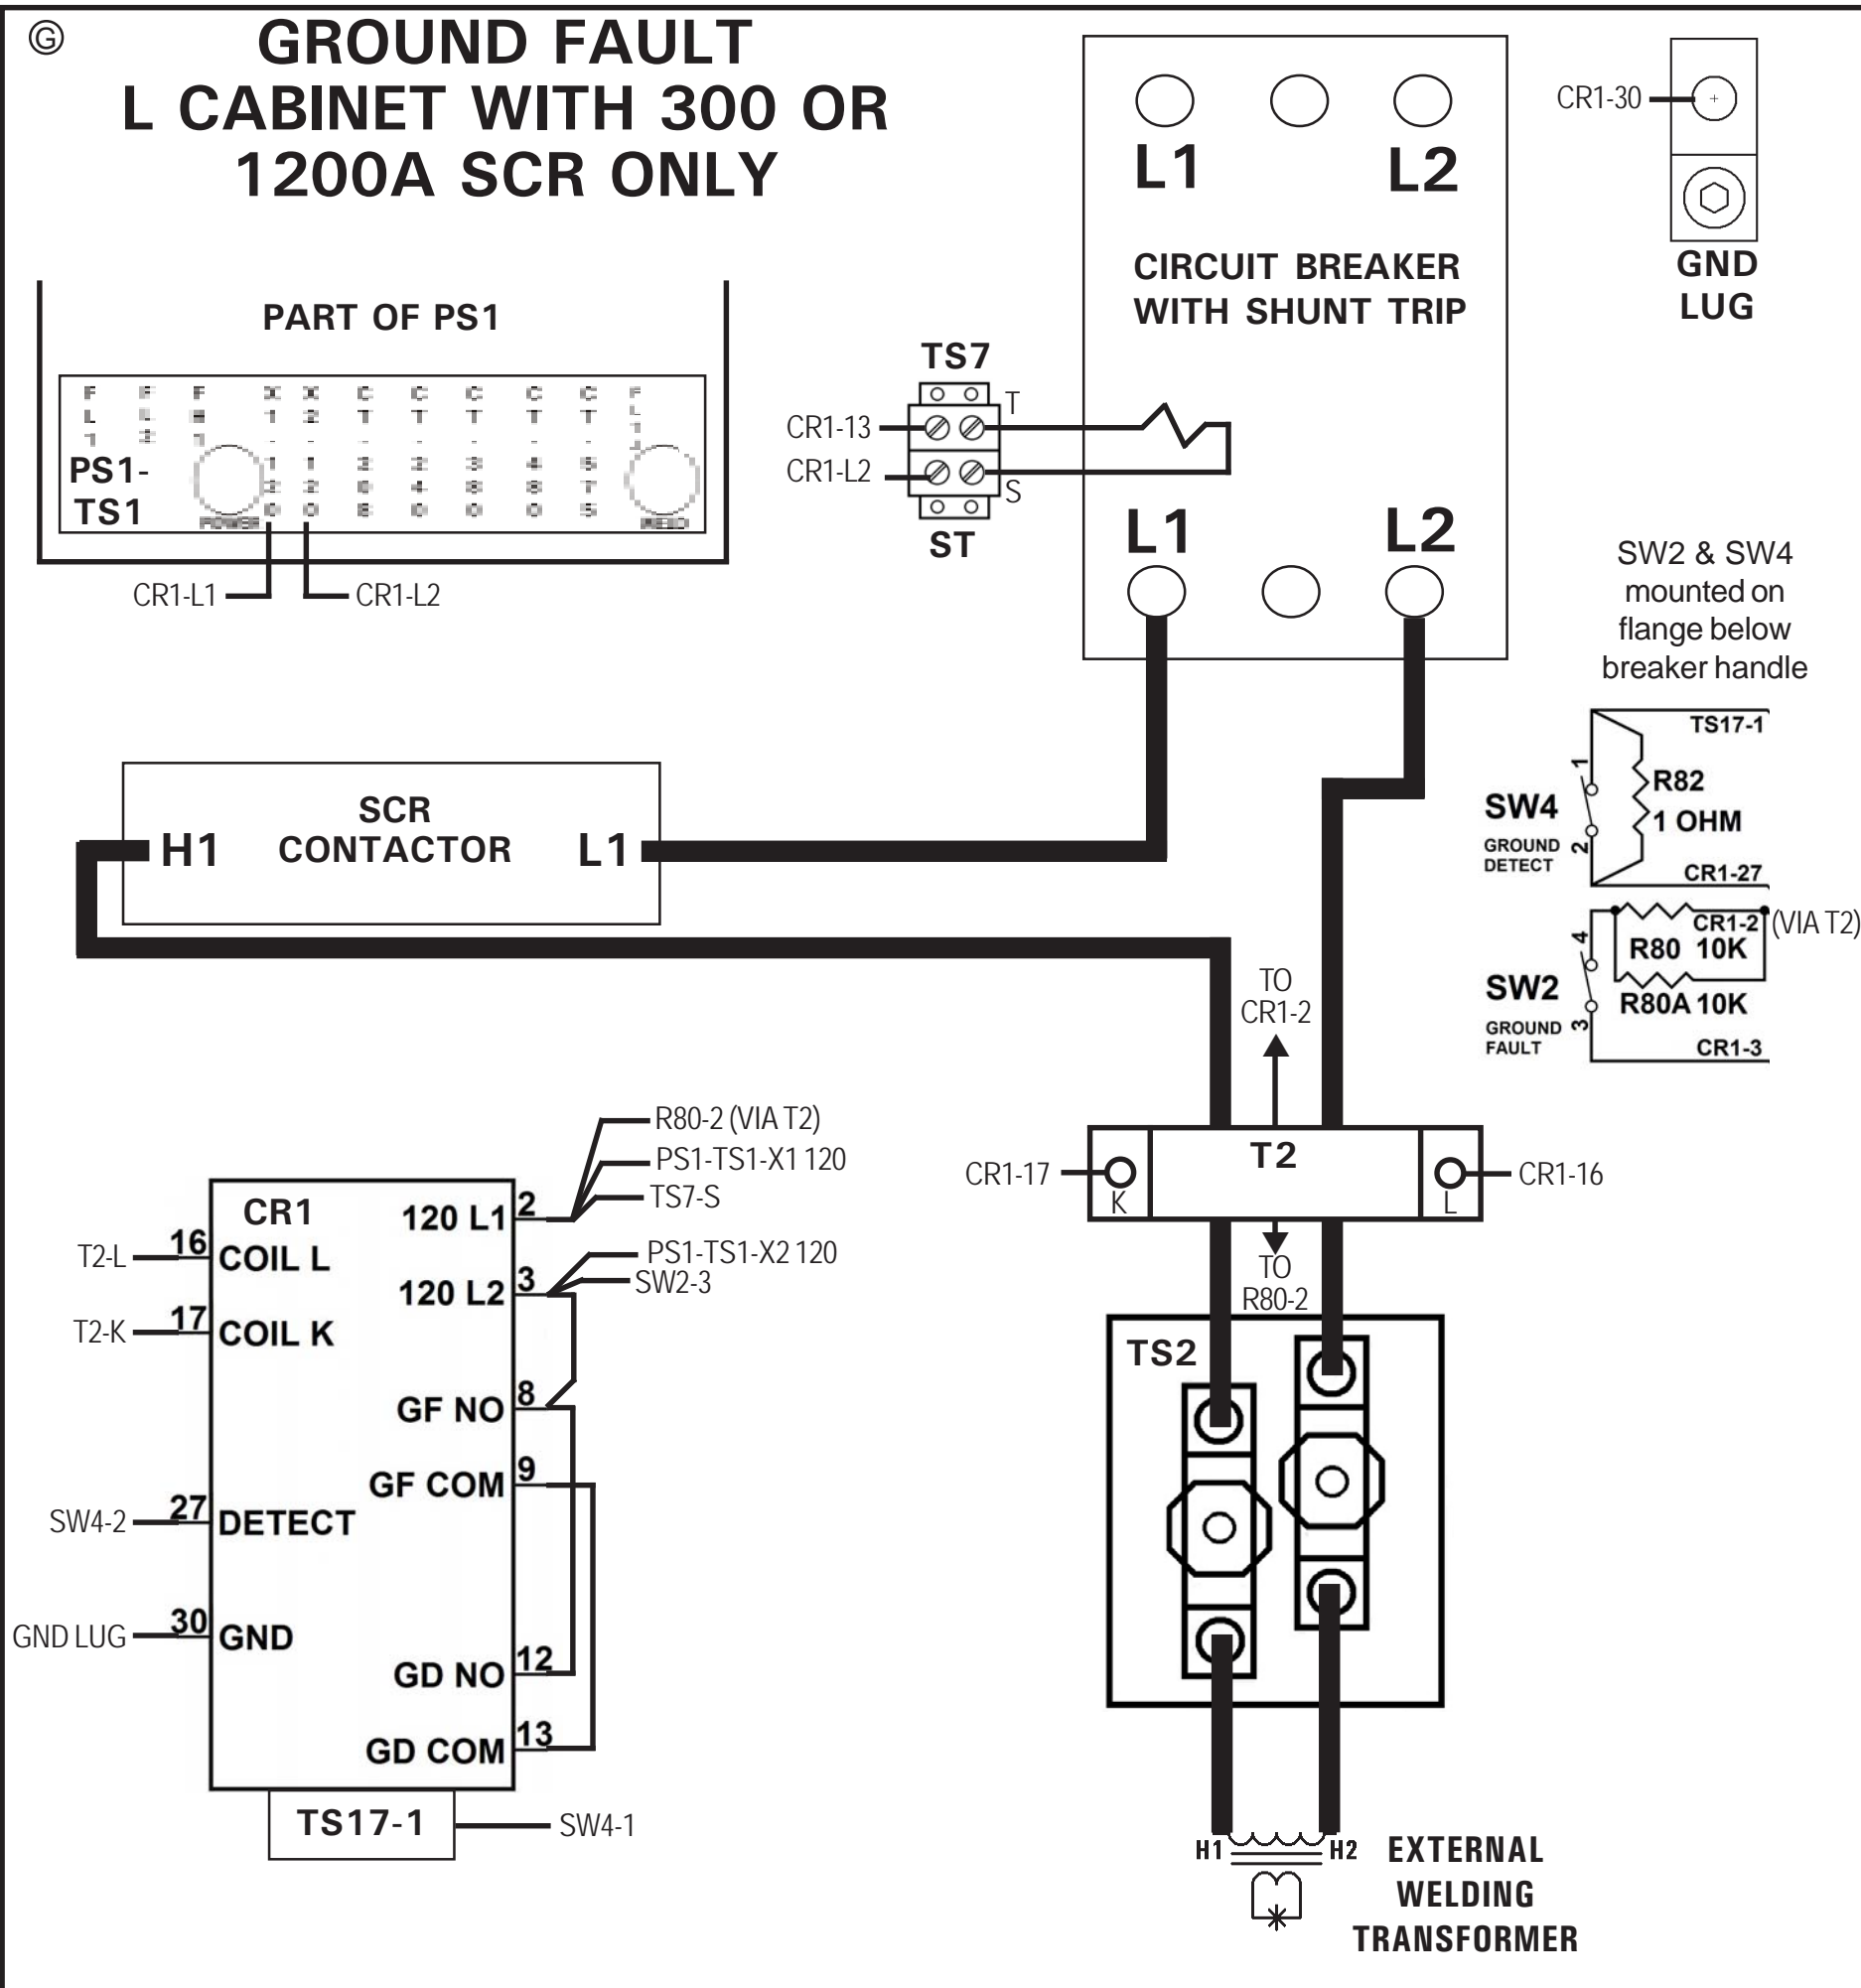 G
GROUND FAULT
L CABINET WITH 300 OR
1200A SCR ONLY
PART OF PS1
PS1-
TS1
POWER
CR1-L1
CR1-L2
L1
L2
CIRCUIT BREAKER
WITH SHUNT TRIP
L1
L2
TS7
T
CR1-13
CR1-L2
S
ST
CR1-30
GND
LUG
SW2 & SW4
mounted on
flange below
breaker handle
TS17-1
1
R82
SW4
1 OHM
GROUND
DETECT
2
CR1-27
CR1-2
(VIA T2)
4
R80 10K
SW2
R80A 10K
GROUND
FAULT
3
CR1-3
SCR
CONTACTOR
H1
L1
TO
CR1-2
T2
CR1-17
K
L
CR1-16
TO
R80-2
TS2
H1
H2
EXTERNAL
WELDING
TRANSFORMER
R80-2 (VIA T2)
PS1-TS1-X1 120
TS7-S
CR1
120 L1
2
T2-L
16
COIL L
PS1-TS1-X2 120
SW2-3
120 L2
3
T2-K
17
COIL K
GF NO
8
GF COM
9
SW4-2
27
DETECT
GND LUG
30
GND
GD NO
12
GD COM
13
TS17-1
SW4-1